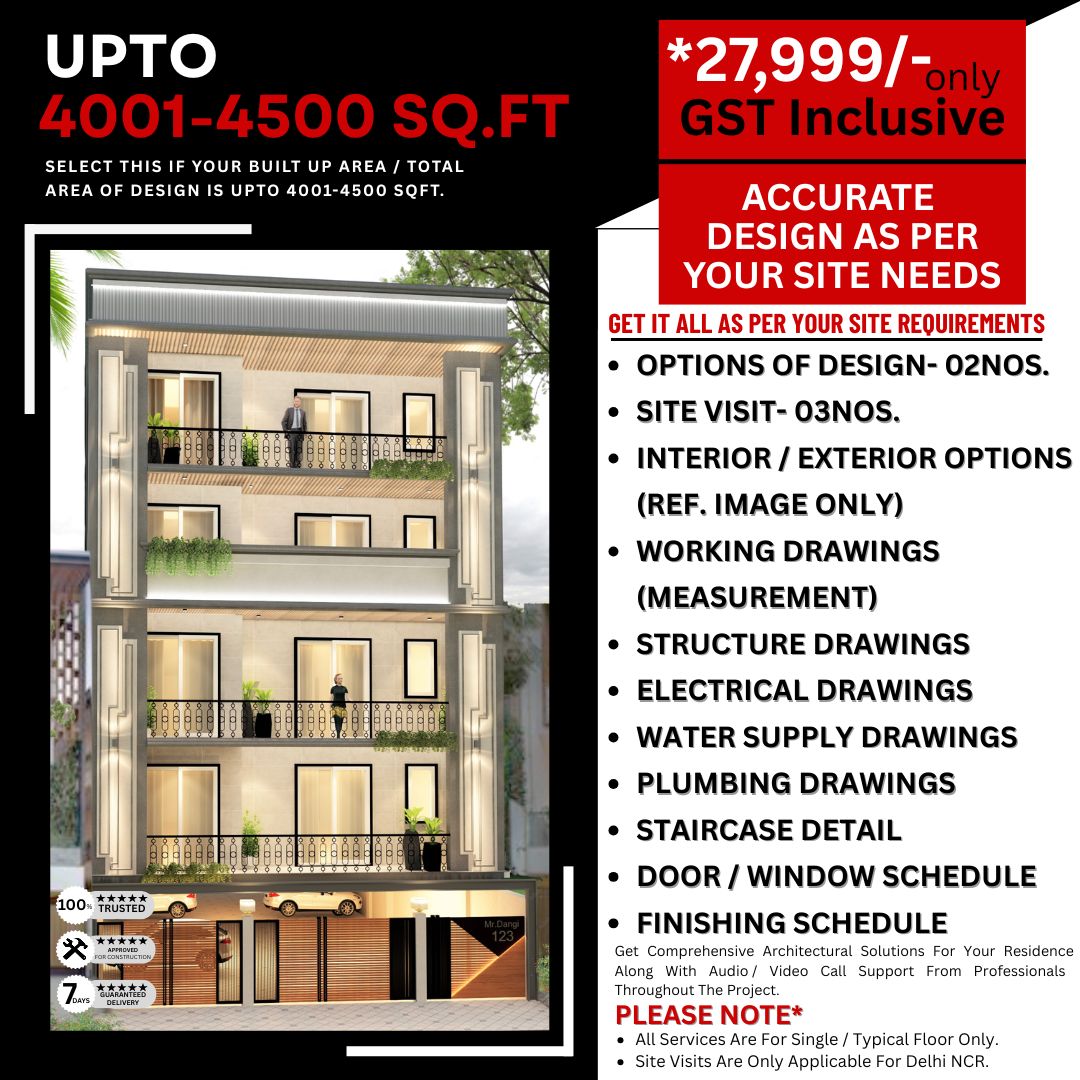 UPTO
4001-4500 SQ.FT
SELECT THIS IF YOUR BUILT UP AREA / TOTAL
AREA OF DESIGN IS UPTO 4001-4500 SQFT.
*27,999/-only
GST Inclusive
ACCURATE
DESIGN AS PER
YOUR SITE NEEDS
GET IT ALL AS PER YOUR SITE REQUIREMENTS
• OPTIONS OF DESIGN- 02NOS.
• SITE VISIT- 03NOS.
• INTERIOR / EXTERIOR OPTIONS
(REF. IMAGE ONLY)
• WORKING DRAWINGS
(MEASUREMENT)
• STRUCTURE DRAWINGS
• ELECTRICAL DRAWINGS
• WATER SUPPLY DRAWINGS
• PLUMBING DRAWINGS
• STAIRCASE DETAIL
• DOOR / WINDOW SCHEDULE
• FINISHING SCHEDULE
Get Comprehensive Architectural Solutions For Your Residence
Along With Audio / Video Call Support From Professionals
Throughout The Project.
PLEASE NOTE*
• All Services Are For Single / Typical Floor Only.
• Site Visits Are Only Applicable For Delhi NCR.
100%
★★★★★
TRUSTED
★★★★★
APPROVED
FOR CONSTRUCTION
7DAYS
★★★★★
GUARANTEED
DELIVERY
Mr.Dangi
123